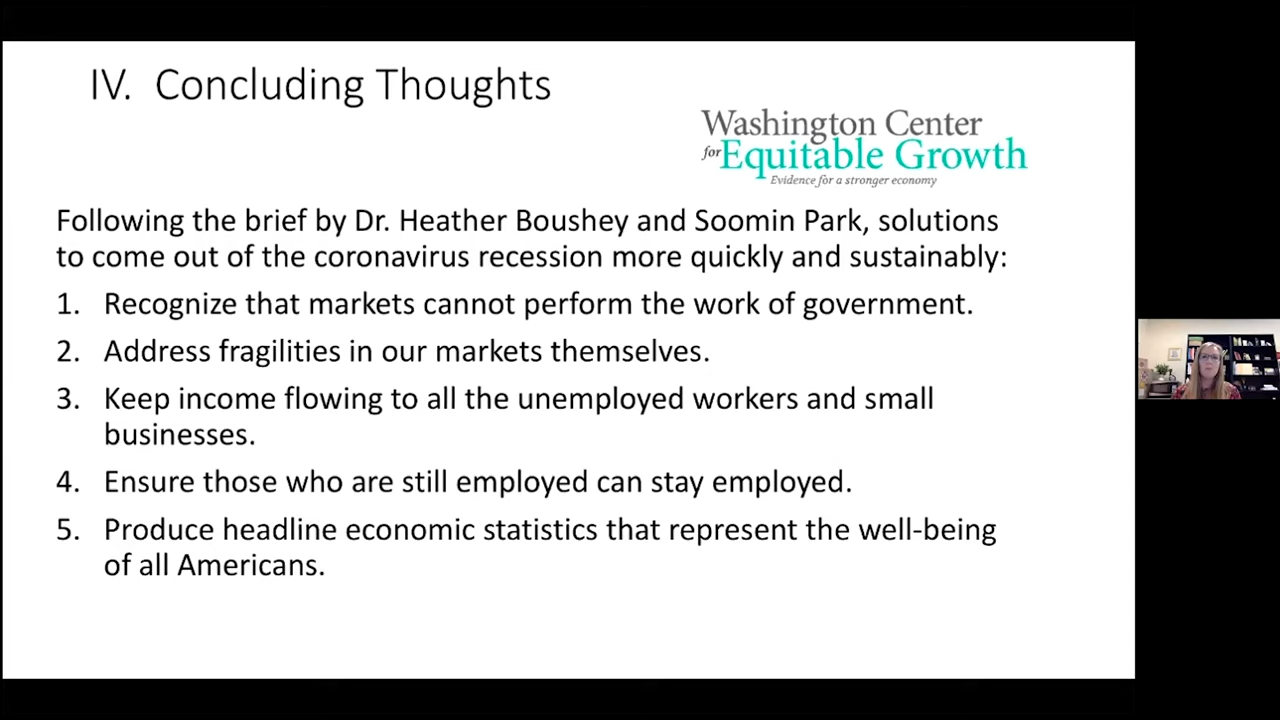 IV. Concluding Thoughts
Washington Center
for Equitable Growth
Evidence for a stronger economy
Following the brief by Dr. Heather Boushey and Soomin Park, solutions
to come out of the coronavirus recession more quickly and sustainably:
1. Recognize that markets cannot perform the work of government.
2. Address fragilities in our markets themselves.
3. Keep income flowing to all the unemployed workers and small
businesses.
4. Ensure those who are still employed can stay employed.
5. Produce headline economic statistics that represent the well-being
of all Americans.